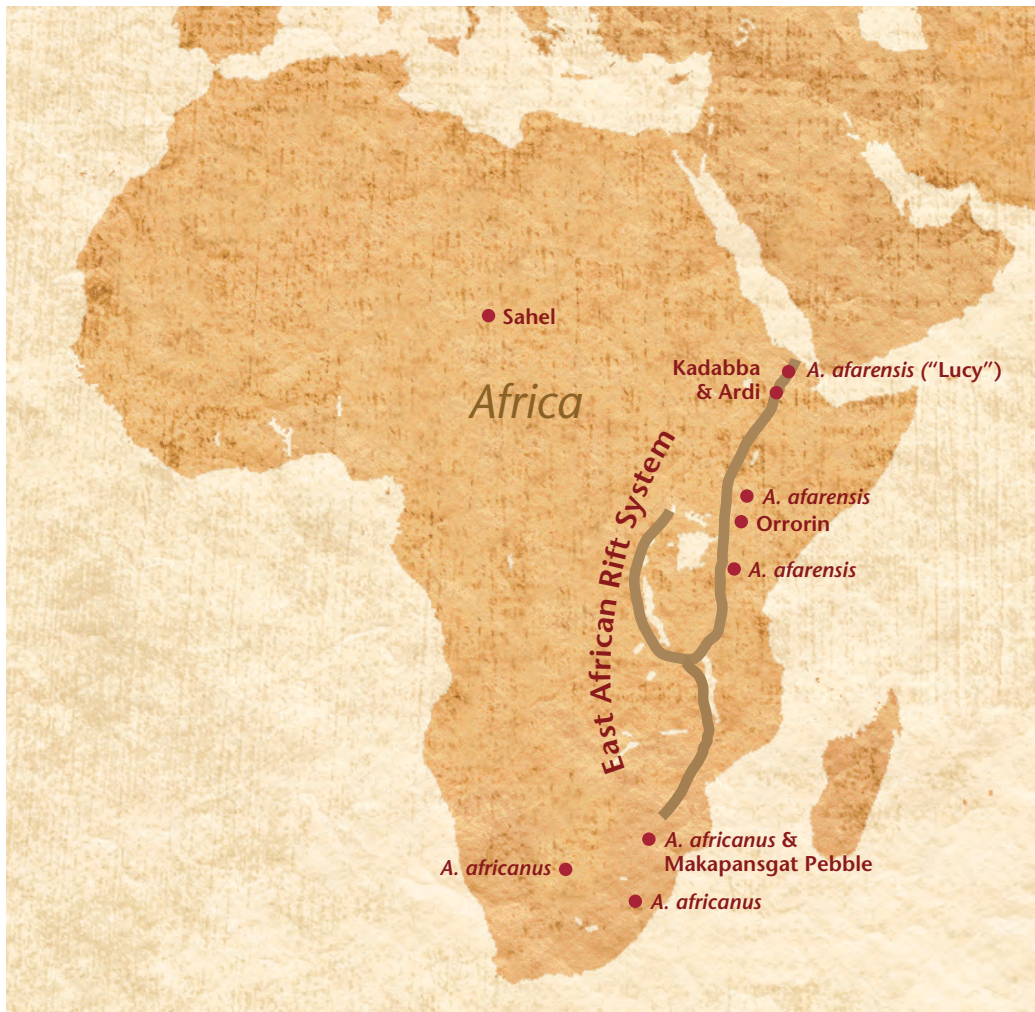 Sahel
Africa
Kadabba
& Ardi
A. afarensis (“Lucy”)
East African Rift System
A. afarensis
Orrorin
A. afarensis
A. africanus &
Makapansgat Pebble
A. africanus
A. africanus